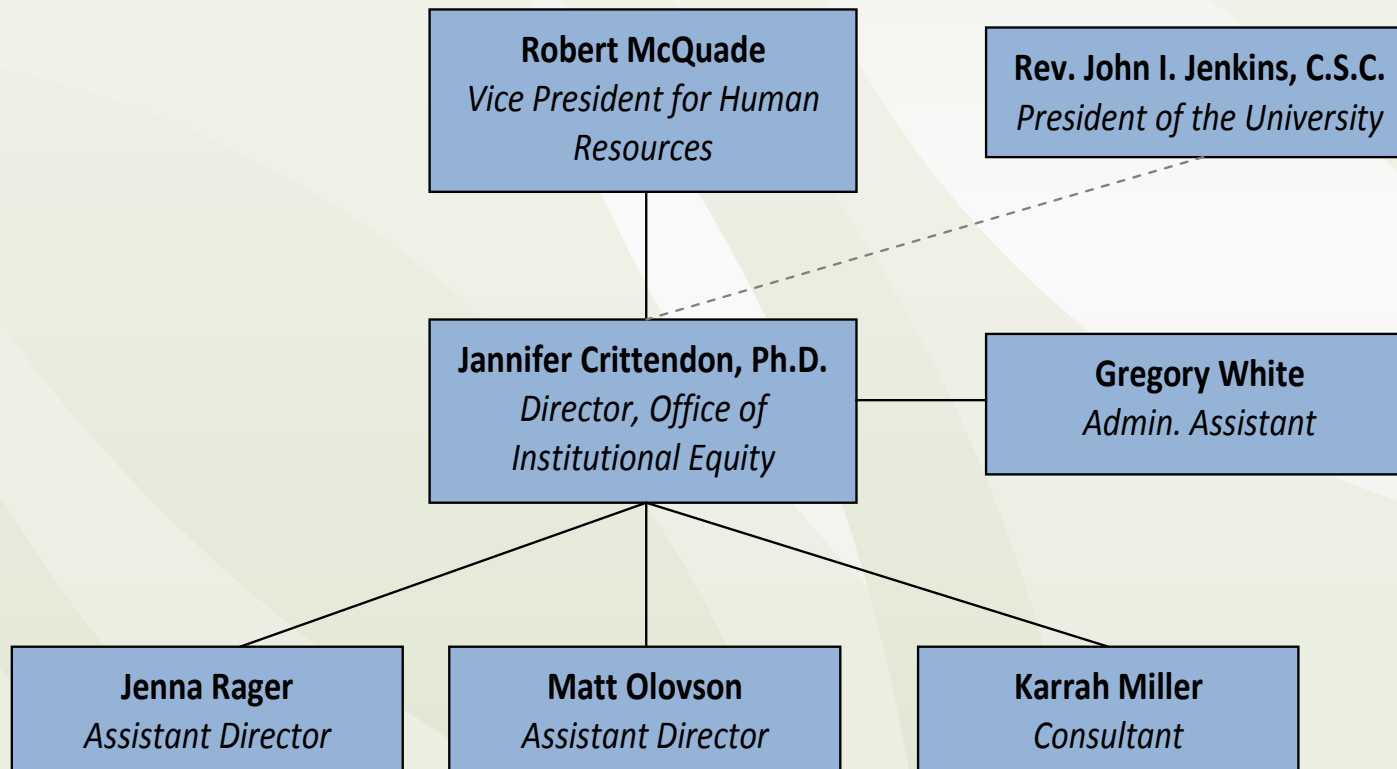 Robert McQuade
Vice President for Human
Resources
Rev. John I. Jenkins, C.S.C.
President of the University
Jannifer Crittendon, Ph.D.
Director, Office of
Institutional Equity
Gregory White
Admin. Assistant
Jenna Rager
Assistant Director
Matt Olovson
Assistant Director
Karrah Miller
Consultant